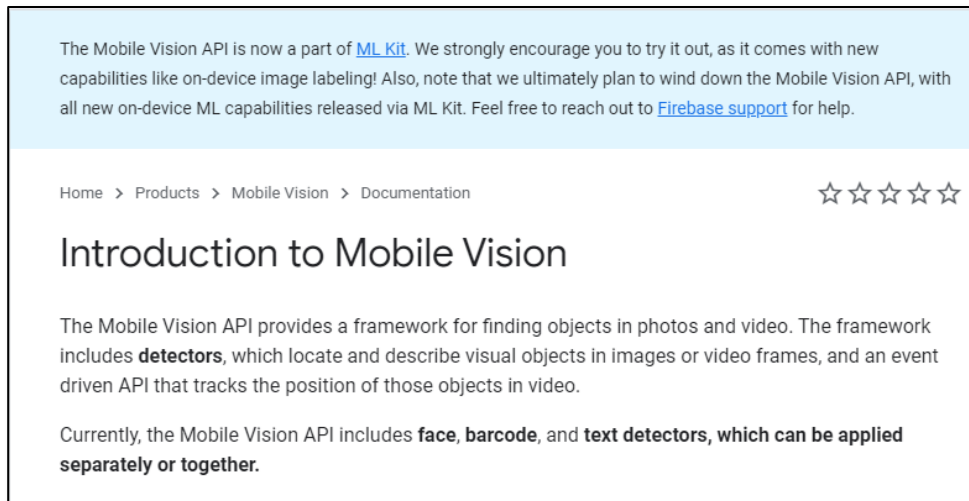 The Mobile Vision API is now a part of ML Kit. We strongly encourage you to try it out, as it comes with new
capabilities like on-device image labeling! Also, note that we ultimately plan to wind down the Mobile Vision API, with
all new on-device ML capabilities released via ML Kit. Feel free to reach out to Firebase support for help.
Home > Products > Mobile Vision > Documentation
Introduction to Mobile Vision
The Mobile Vision API provides a framework for finding objects in photos and video. The framework
includes detectors, which locate and describe visual objects in images or video frames, and an event
driven API that tracks the position of those objects in video.
Currently, the Mobile Vision API includes face, barcode, and text detectors, which can be applied
separately or together.